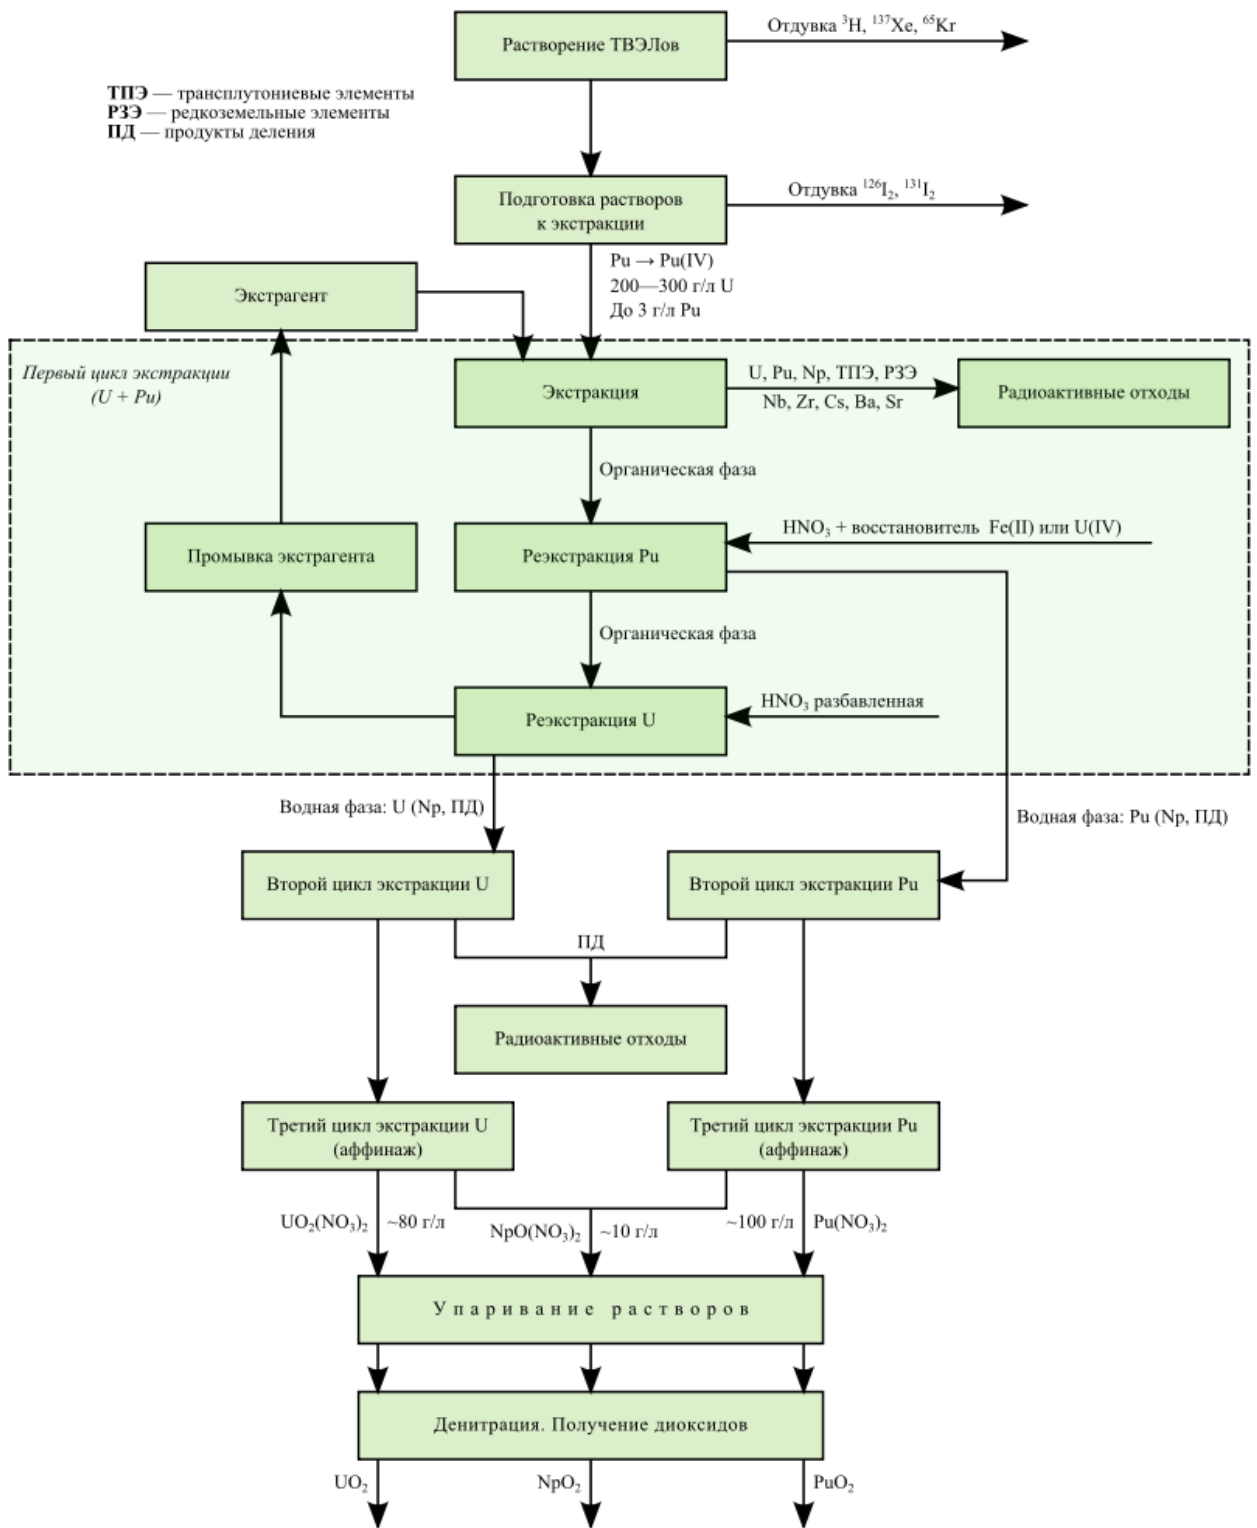 Растворение ТВЭЛов
Отдувка ³H, ¹³⁷Xe, ⁶⁵Kr
ТПЭ — трансплутониевые элементы
РЗЭ — редкоземельные элементы
ПД — продукты деления
Подготовка растворов
к экстракции
Отдувка ¹²⁶I₂, ¹³¹I₂
Pu → Pu(IV)
200—300 г/л U
До 3 г/л Pu
Экстрагент
Первый цикл экстракции
(U + Pu)
Экстракция
U, Pu, Np, ТПЭ, РЗЭ
Nb, Zr, Cs, Ba, Sr
Радиоактивные отходы
Органическая фаза
Промывка экстрагента
Реэкстракция Pu
HNO₃ + восстановитель Fe(II) или U(IV)
Органическая фаза
Реэкстракция U
HNO₃ разбавленная
Водная фаза: U (Np, ПД)
Водная фаза: Pu (Np, ПД)
Второй цикл экстракции U
Второй цикл экстракции Pu
ПД
Радиоактивные отходы
Третий цикл экстракции U
(аффинаж)
Третий цикл экстракции Pu
(аффинаж)
UO₂(NO₃)₂ ~80 г/л
NpO(NO₃)₂ ~10 г/л
~100 г/л Pu(NO₃)₂
Упаривание растворов
Денитрация. Получение диоксидов
UO₂
NpO₂
PuO₂